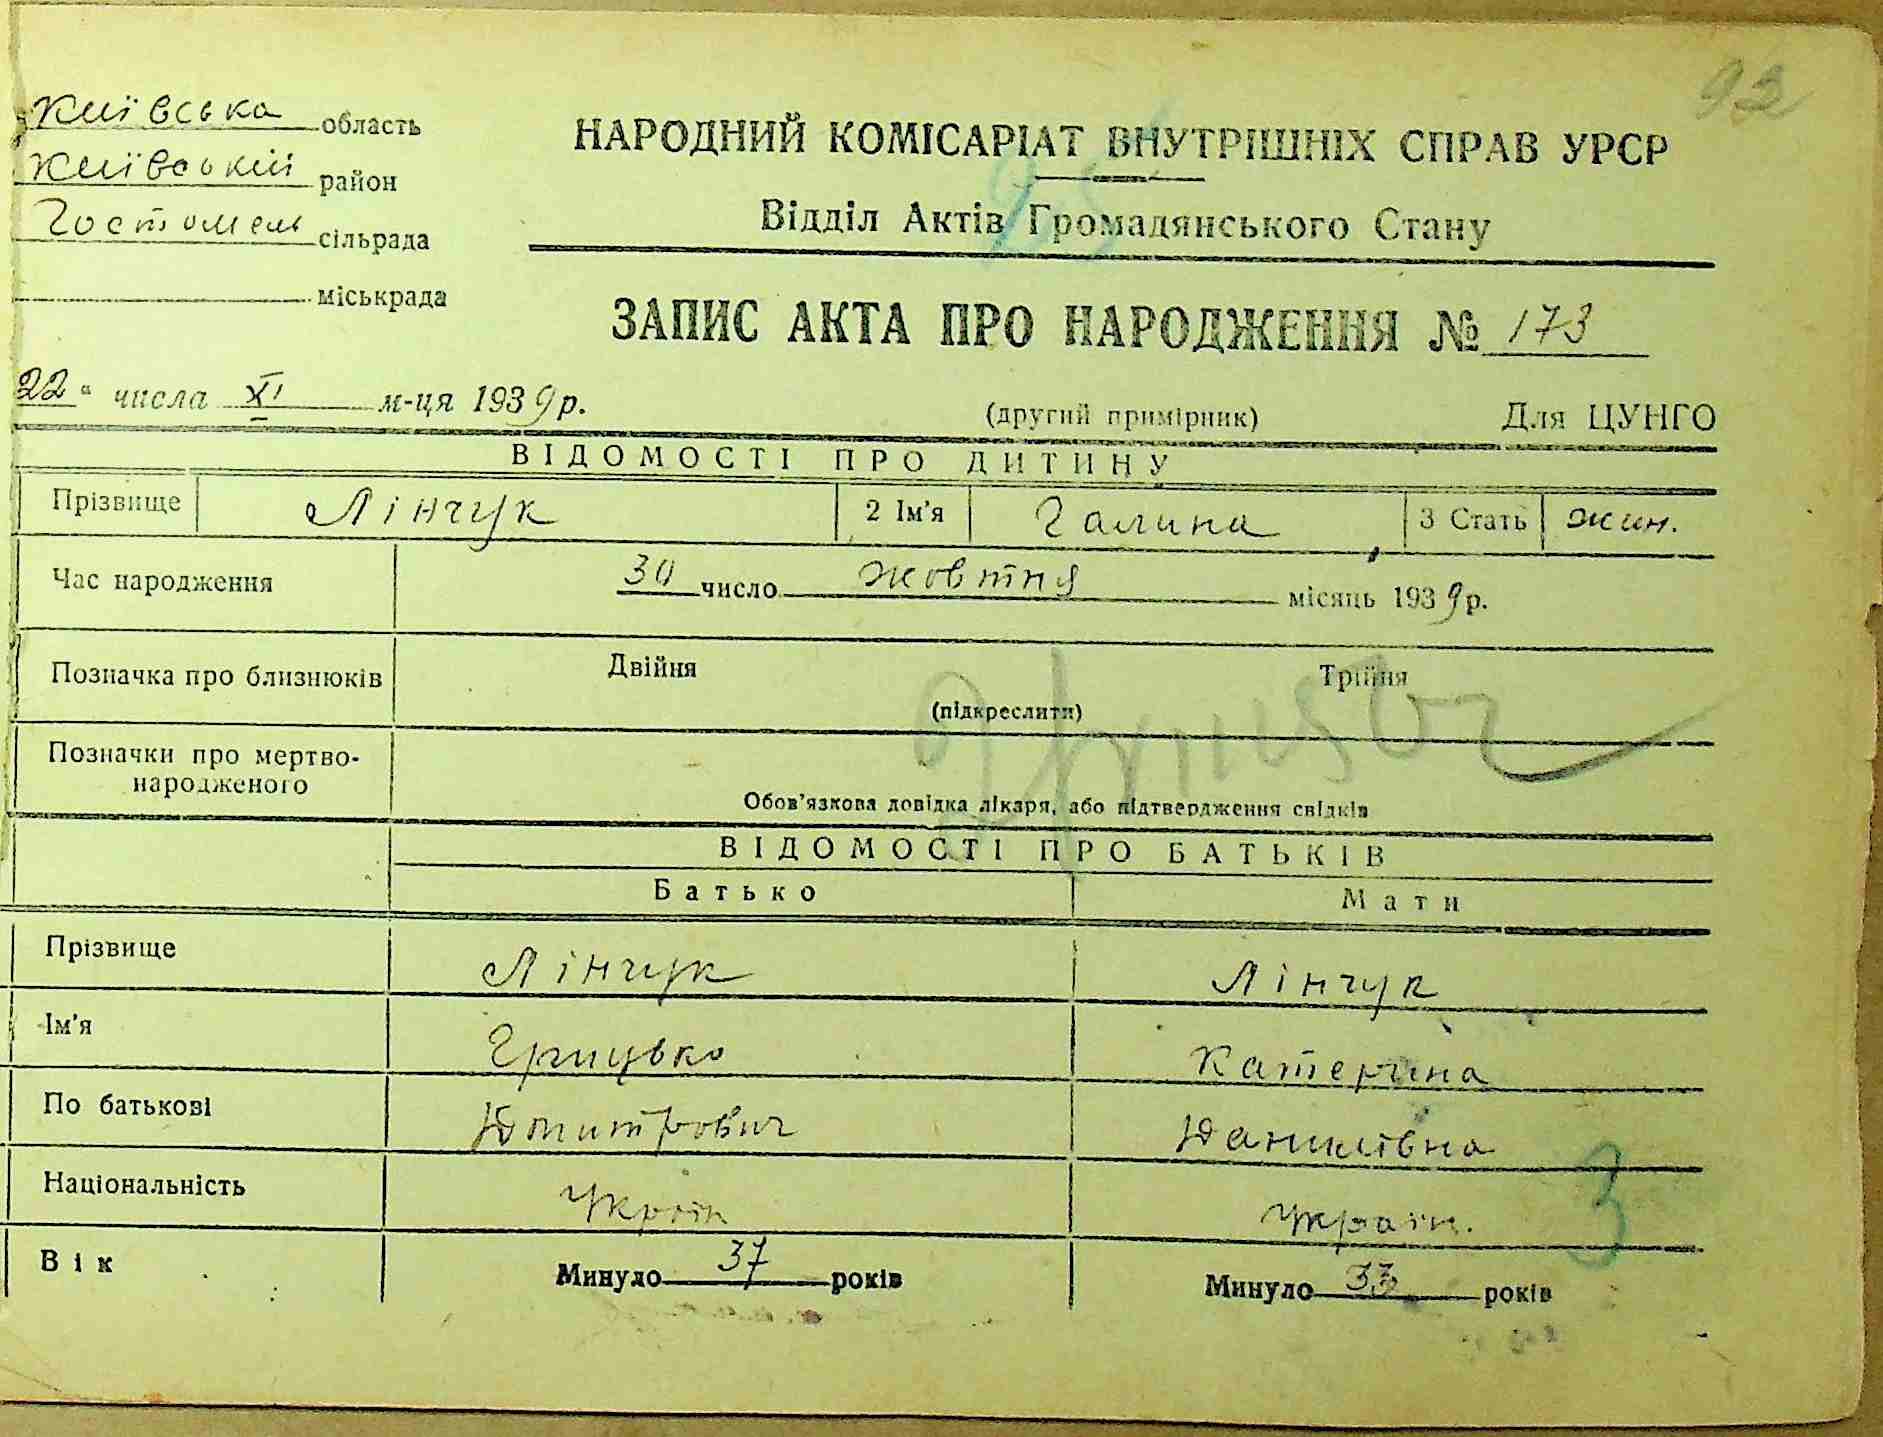 92
Київська область
Київський район
Гостомель сільрада
міськрада
НАРОДНИЙ КОМІСАРІАТ ВНУТРІШНІХ СПРАВ УРСР
Відділ Актів Громадянського Стану
ЗАПИС АКТА ПРО НАРОДЖЕННЯ № 173
22 " числа XI м-ця 1939 р.
(другий примірник) Для ЦУНГО
ВІДОМОСТІ ПРО ДИТИНУ
Прізвище Лінчук 2 Ім'я Галина 3 Стать жин.
Час народження 30 число жовтня місяць 1939 р.
Позначка про близнюків Двійня Трійня
(підкреслити)
Позначки про мертво-
народженого
Обов'язкова довідка лікаря, або підтвердження свідків
ВІДОМОСТІ ПРО БАТЬКІВ
Батько Мати
Прізвище Лінчук Лінчук
Ім'я Грицько Катерина
По батькові Дмитрович Данилівна
Національність Україн Україн.
Вік Минуло 37 років Минуло 33 років
3